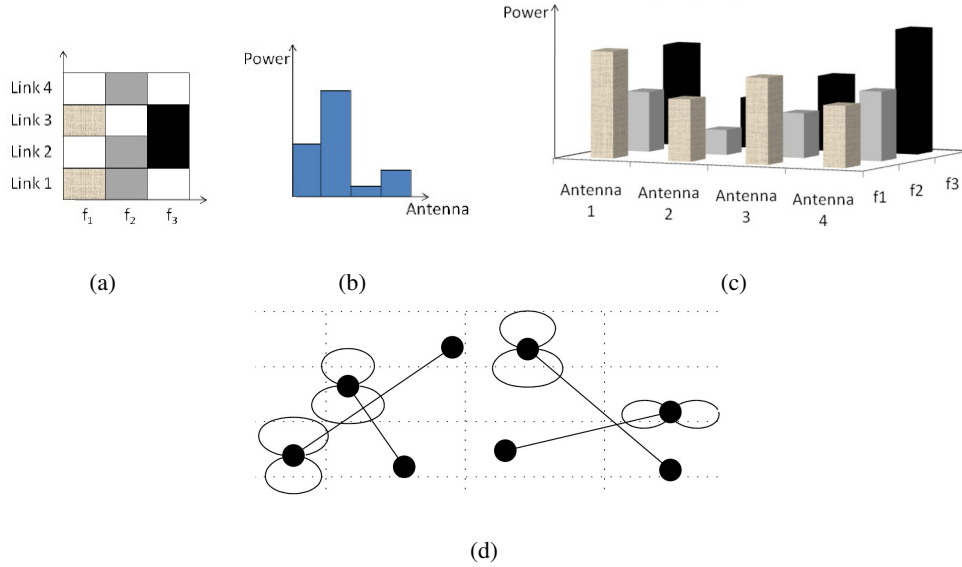 Link 4
Link 3
Link 2
Link 1
f1
f2
f3
(a)
Power
Antenna
(b)
Power
Antenna
1
Antenna
2
Antenna
3
Antenna
4
f1
f2
f3
(c)
(d)